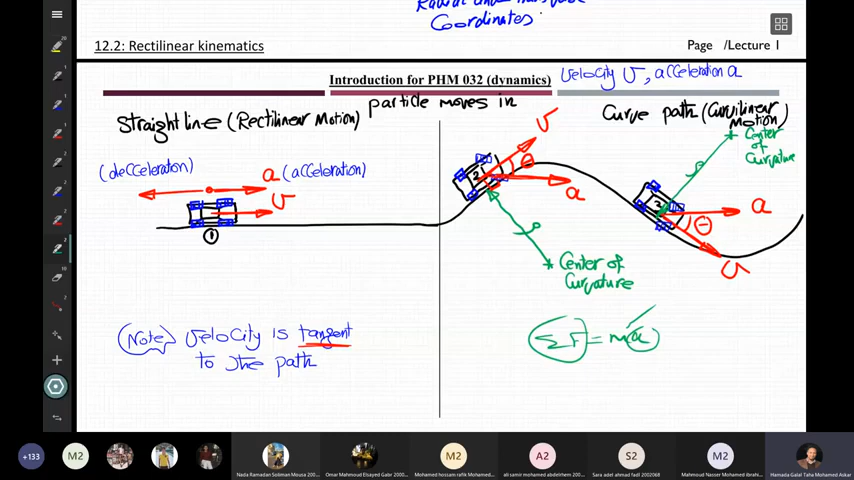 Coordinates
12.2: Rectilinear kinematics
Page /Lecture 1
Introduction for PHM 032 (dynamics)
Velocity v, acceleration a
particle moves in
Straight line (Rectilinear Motion)
Curve path (Curvilinear Motion)
(decceleration)
a (acceleration)
v
1
v
θ
2
a
ρ
Center of
Curvature
Center
of
Curvature
ρ
3
a
θ
v
Note
Velocity is tangent
to the path
ΣF = ma
+133
M2
Nada Ramadan Soliman Mousa 200...
Omar Mahmoud Elsayed Gabr 2000...
M2
Mohamed hossam rafik Mohamed...
A2
ali samir mohamed abdelrhem 2000...
S2
Sara adel ahmad fadl 2002068
M2
Mahmoud Nasser Mohamed ibrahi...
Hamada Galal Taha Mohamed Askar